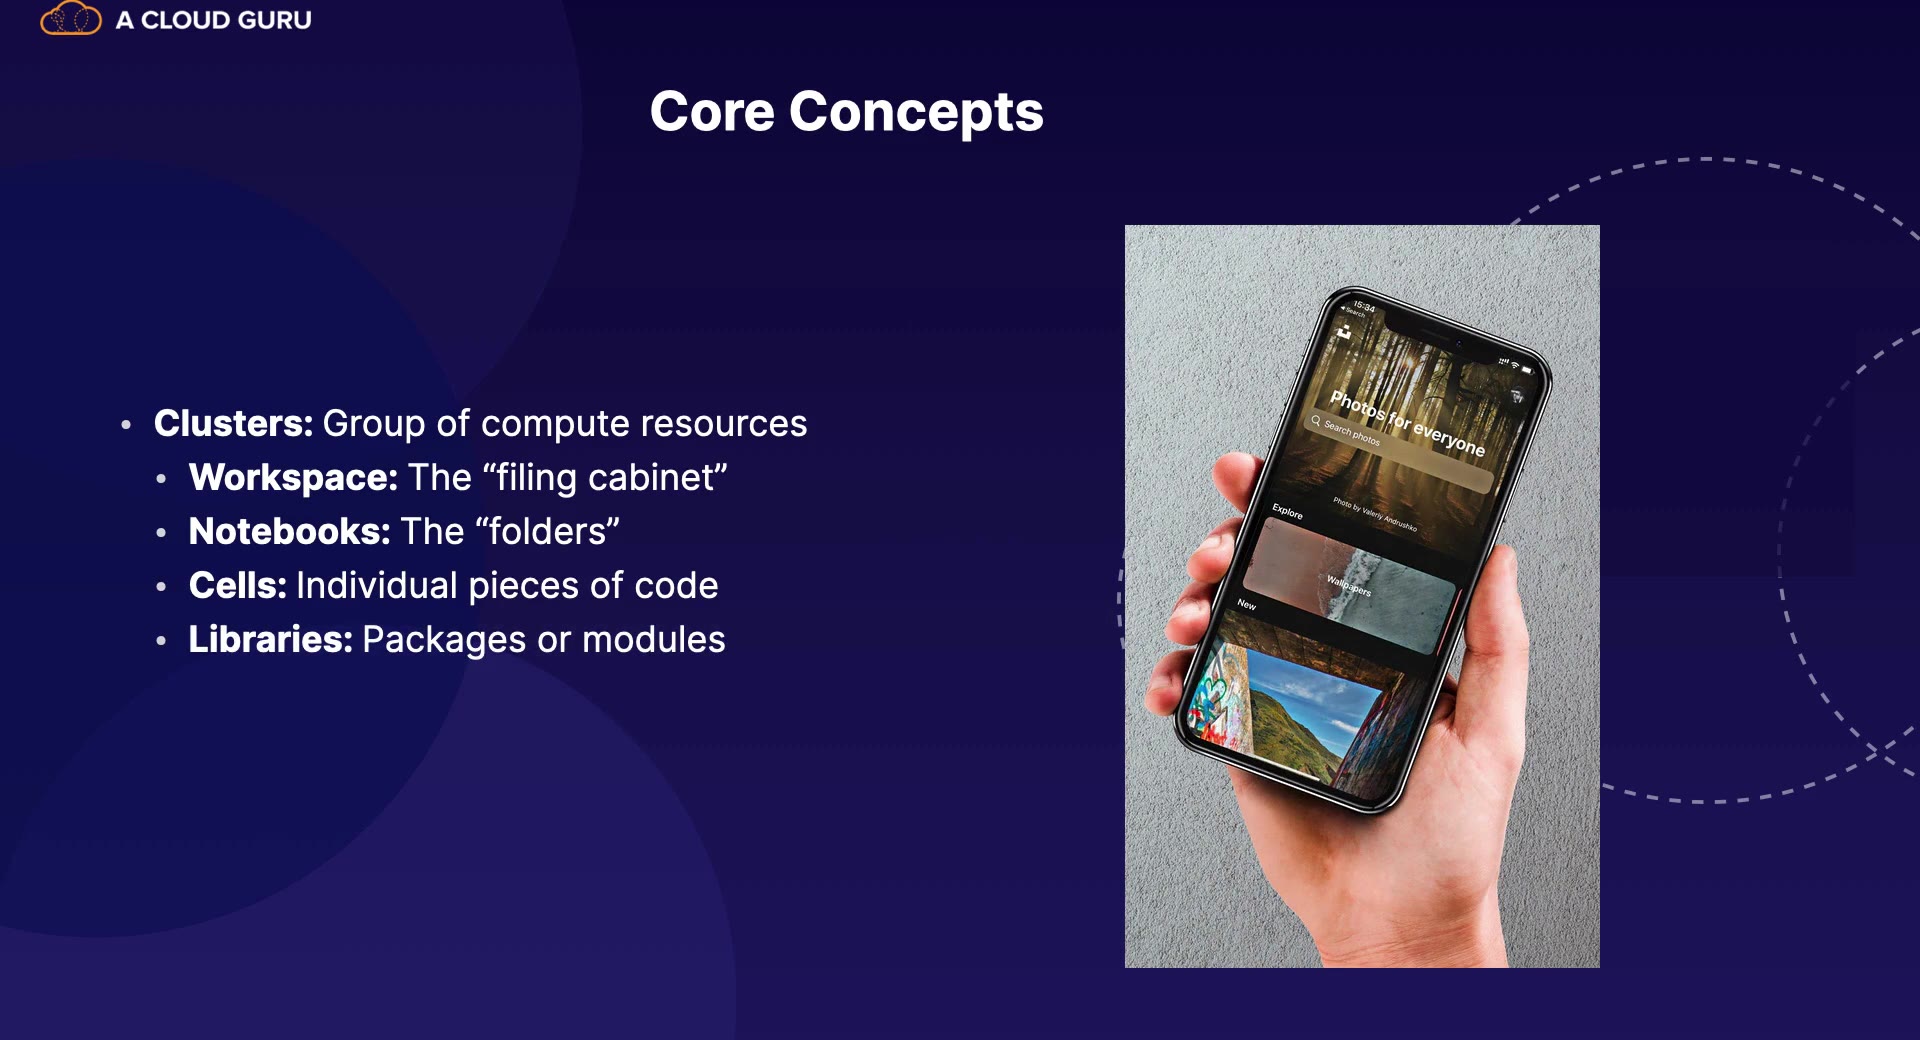 A CLOUD GURU
Core Concepts
• Clusters: Group of compute resources
• Workspace: The “filing cabinet”
• Notebooks: The “folders”
• Cells: Individual pieces of code
• Libraries: Packages or modules
15:34
Search
Photos for everyone
Search photos
Photo by Valeriy Andrushko
Explore
Wallpapers
New